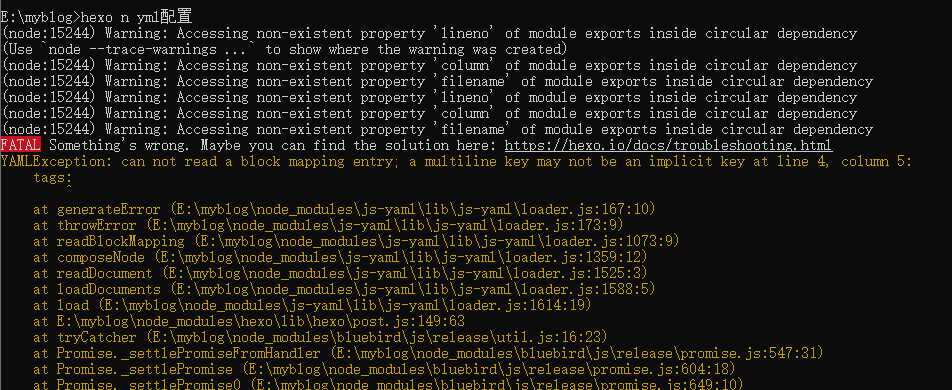 E:\myblog>hexo n yml配置
(node:15244) Warning: Accessing non-existent property 'lineno' of module exports inside circular dependency
(Use `node --trace-warnings ...` to show where the warning was created)
(node:15244) Warning: Accessing non-existent property 'column' of module exports inside circular dependency
(node:15244) Warning: Accessing non-existent property 'filename' of module exports inside circular dependency
(node:15244) Warning: Accessing non-existent property 'lineno' of module exports inside circular dependency
(node:15244) Warning: Accessing non-existent property 'column' of module exports inside circular dependency
(node:15244) Warning: Accessing non-existent property 'filename' of module exports inside circular dependency
FATAL Something's wrong. Maybe you can find the solution here: https://hexo.io/docs/troubleshooting.html
YAMLException: can not read a block mapping entry; a multiline key may not be an implicit key at line 4, column 5:
tags:
^
at generateError (E:\myblog\node_modules\js-yaml\lib\js-yaml\loader.js:167:10)
at throwError (E:\myblog\node_modules\js-yaml\lib\js-yaml\loader.js:173:9)
at readBlockMapping (E:\myblog\node_modules\js-yaml\lib\js-yaml\loader.js:1073:9)
at composeNode (E:\myblog\node_modules\js-yaml\lib\js-yaml\loader.js:1359:12)
at readDocument (E:\myblog\node_modules\js-yaml\lib\js-yaml\loader.js:1525:3)
at loadDocuments (E:\myblog\node_modules\js-yaml\lib\js-yaml\loader.js:1588:5)
at load (E:\myblog\node_modules\js-yaml\lib\js-yaml\loader.js:1614:19)
at E:\myblog\node_modules\hexo\lib\hexo\post.js:149:63
at tryCatcher (E:\myblog\node_modules\bluebird\js\release\util.js:16:23)
at Promise._settlePromiseFromHandler (E:\myblog\node_modules\bluebird\js\release\promise.js:547:31)
at Promise._settlePromise (E:\myblog\node_modules\bluebird\js\release\promise.js:604:18)
at Promise._settlePromise0 (E:\myblog\node_modules\bluebird\js\release\promise.js:649:10)